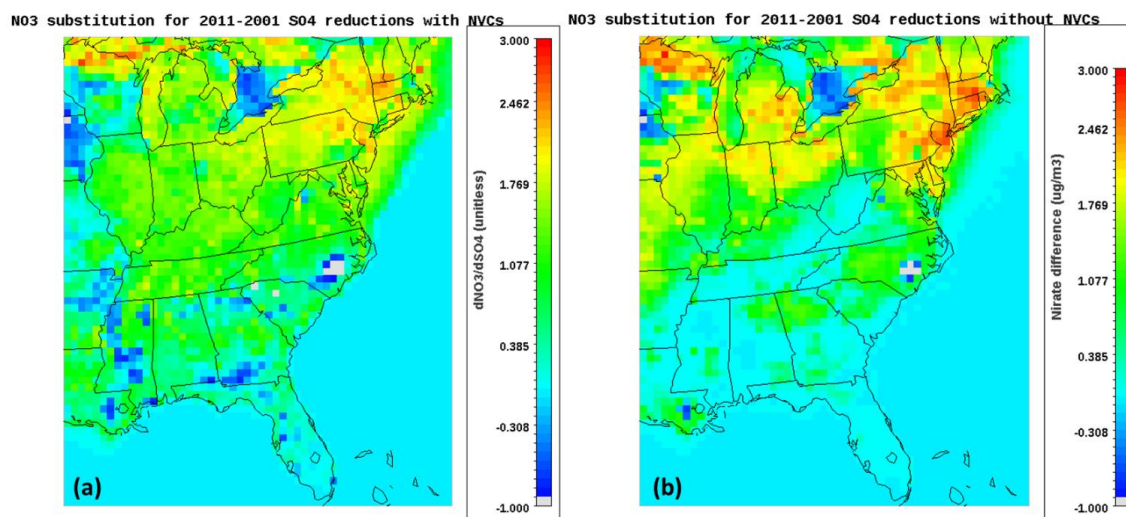 NO3 substitution for 2011-2001 SO4 reductions with NVCs
3.000
2.462
1.769
1.077
0.385
-0.308
-1.000
dNO3/dSO4 (unitless)
(a)
NO3 substitution for 2011-2001 SO4 reductions without NVCs
3.000
2.462
1.769
1.077
0.385
-0.308
-1.000
Nirate difference (ug/m3)
(b)